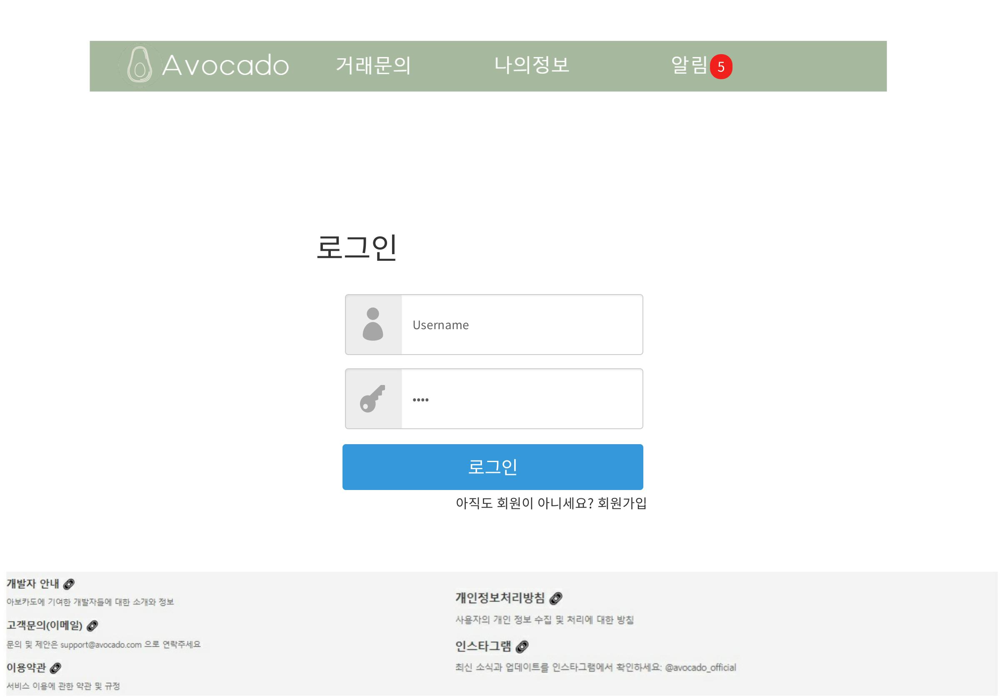 Avocado 거래문의 나의정보 알림 5
로그인
Username
••••
로그인
아직도 회원이 아니세요? 회원가입
개발자 안내
아보카도에 기여한 개발자들에 대한 소개와 정보
고객문의(이메일)
문의 및 제안은 support@avocado.com 으로 연락주세요
이용약관
서비스 이용에 관한 약관 및 규정
개인정보처리방침
사용자의 개인 정보 수집 및 처리에 대한 방침
인스타그램
최신 소식과 업데이트를 인스타그램에서 확인하세요: @avocado_official